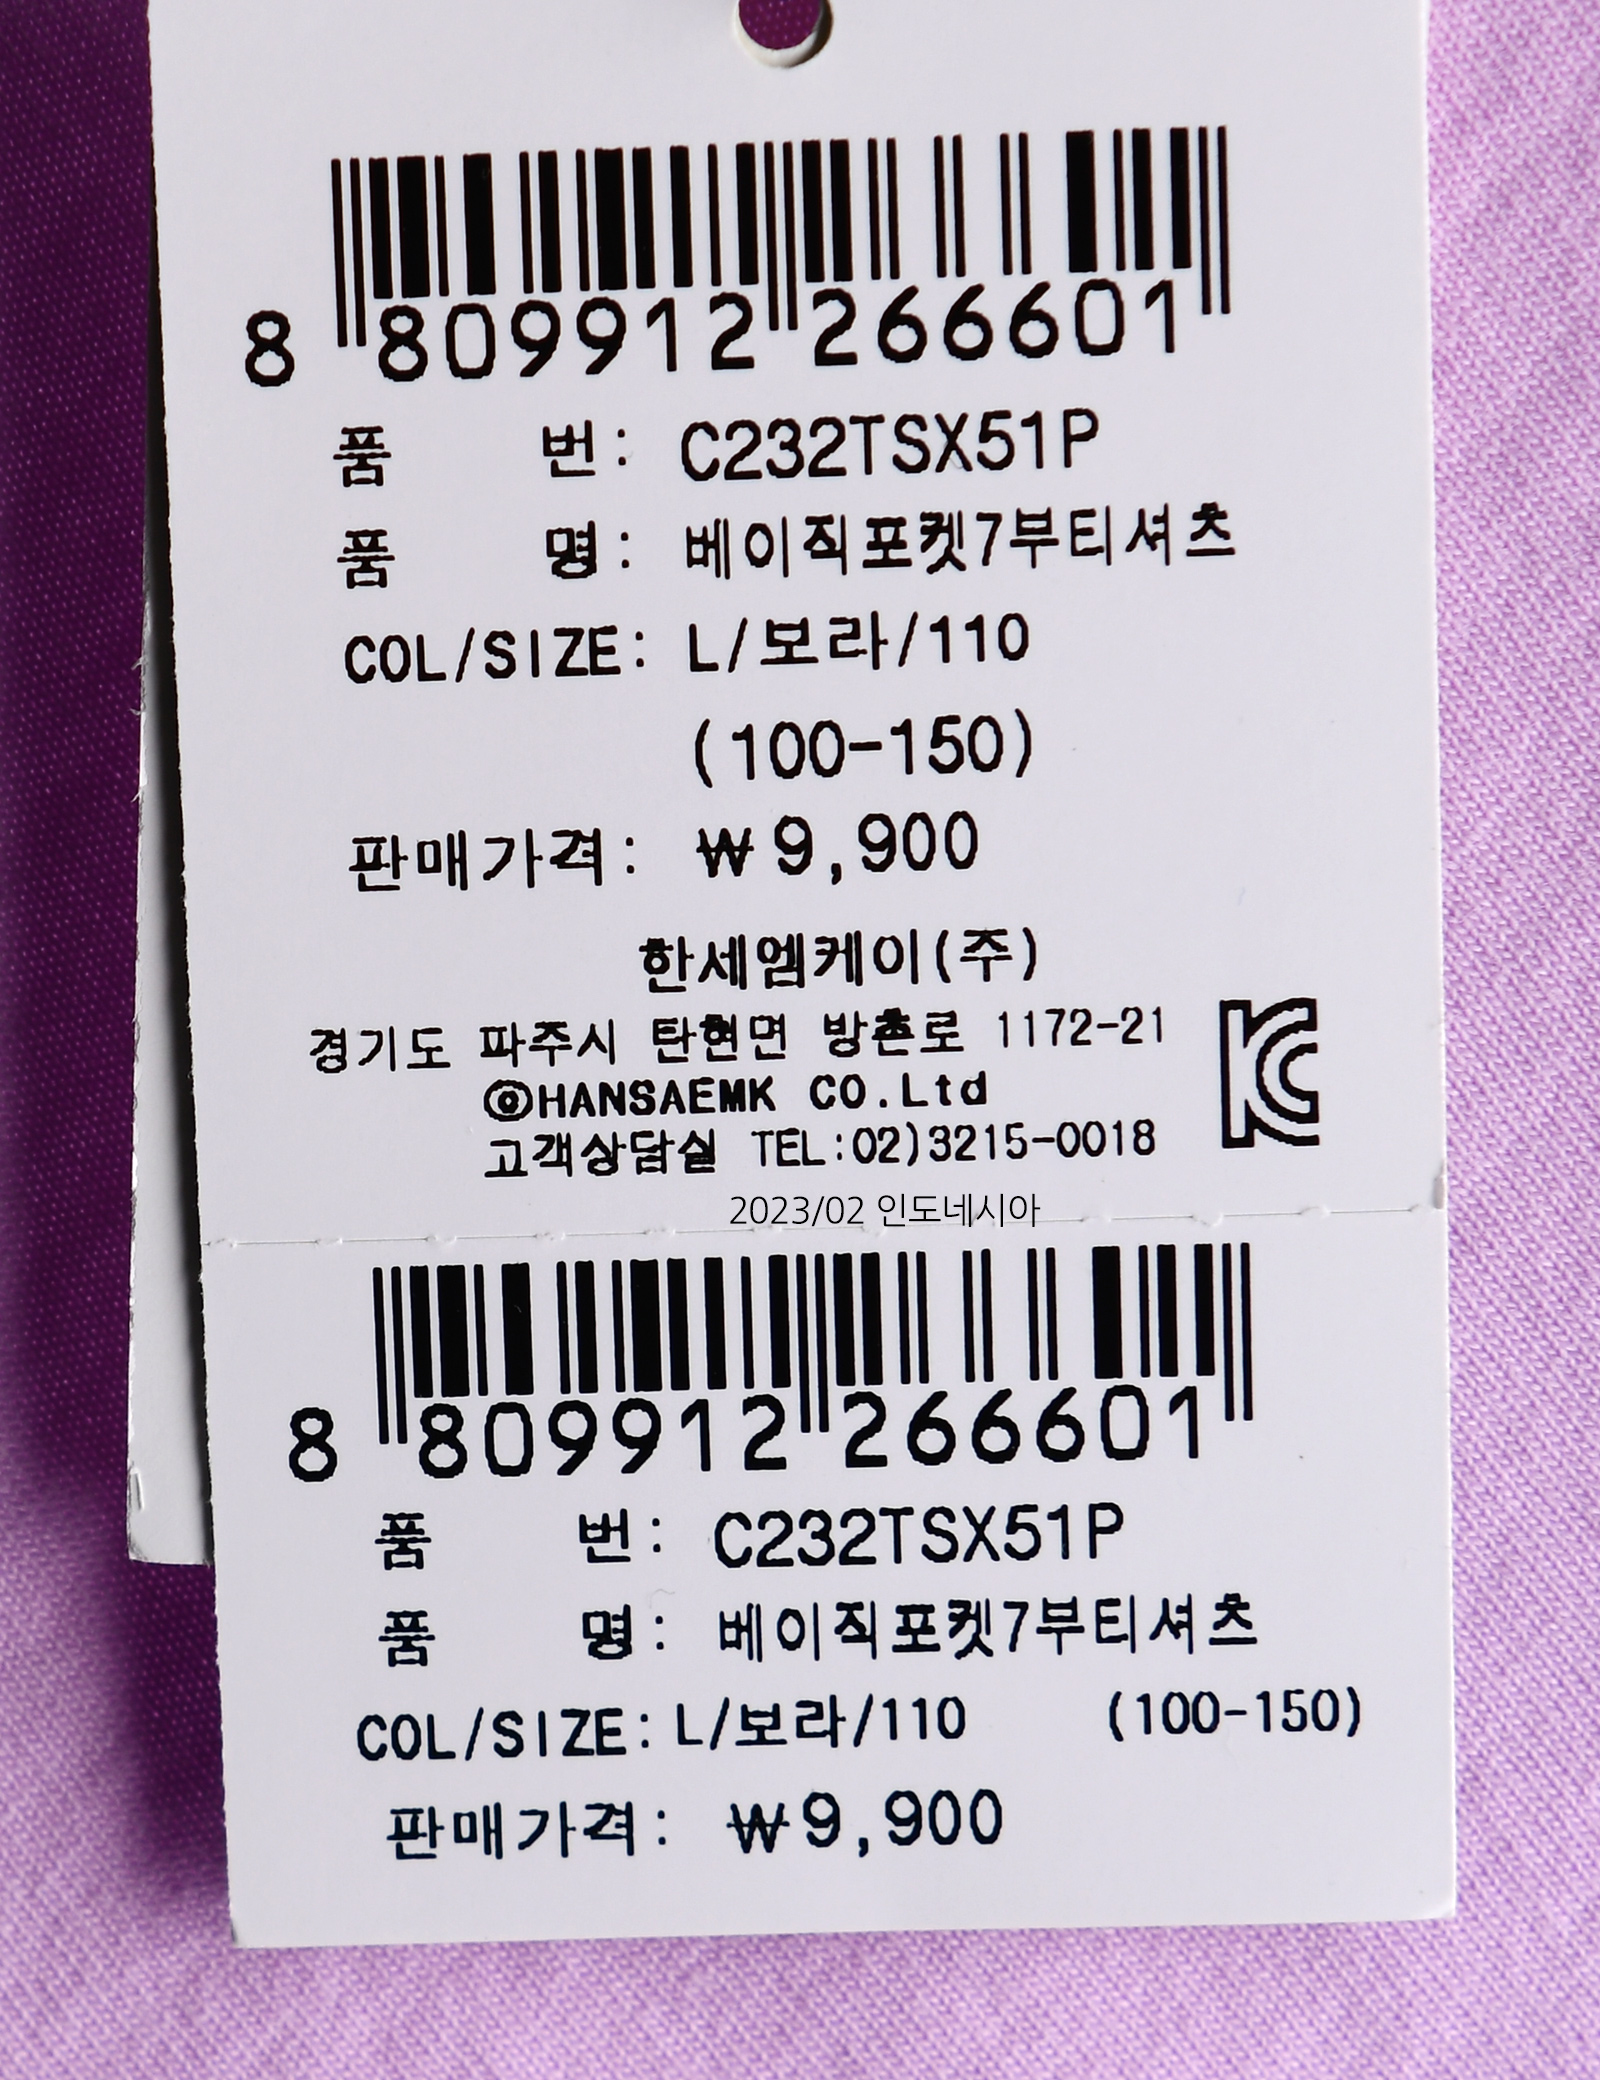 8 809912 266601
품 번: C232TSX51P
품 명: 베이직포켓7부티셔츠
COL/SIZE: L/보라/110
(100-150)
판매가격: ₩9,900
한세엠케이(주)
경기도 파주시 탄현면 방촌로 1172-21
ⓒHANSAEMK CO.Ltd
고객상담실 TEL:02)3215-0018
2023/02 인도네시아
8 809912 266601
품 번: C232TSX51P
품 명: 베이직포켓7부티셔츠
COL/SIZE: L/보라/110 (100-150)
판매가격: ₩9,900